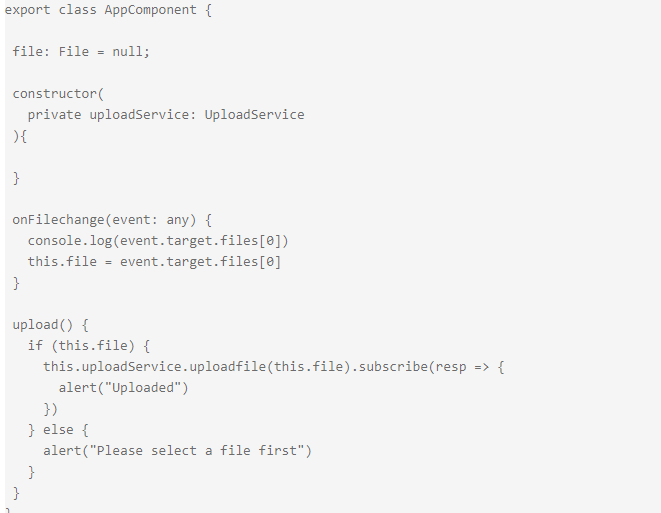 export class AppComponent {
file: File = null;
constructor(
private uploadService: UploadService
){
}
onFilechange(event: any) {
console.log(event.target.files[0])
this.file = event.target.files[0]
}
upload() {
if (this.file) {
this.uploadService.uploadfile(this.file).subscribe(resp => {
alert("Uploaded")
})
} else {
alert("Please select a file first")
}
}
}